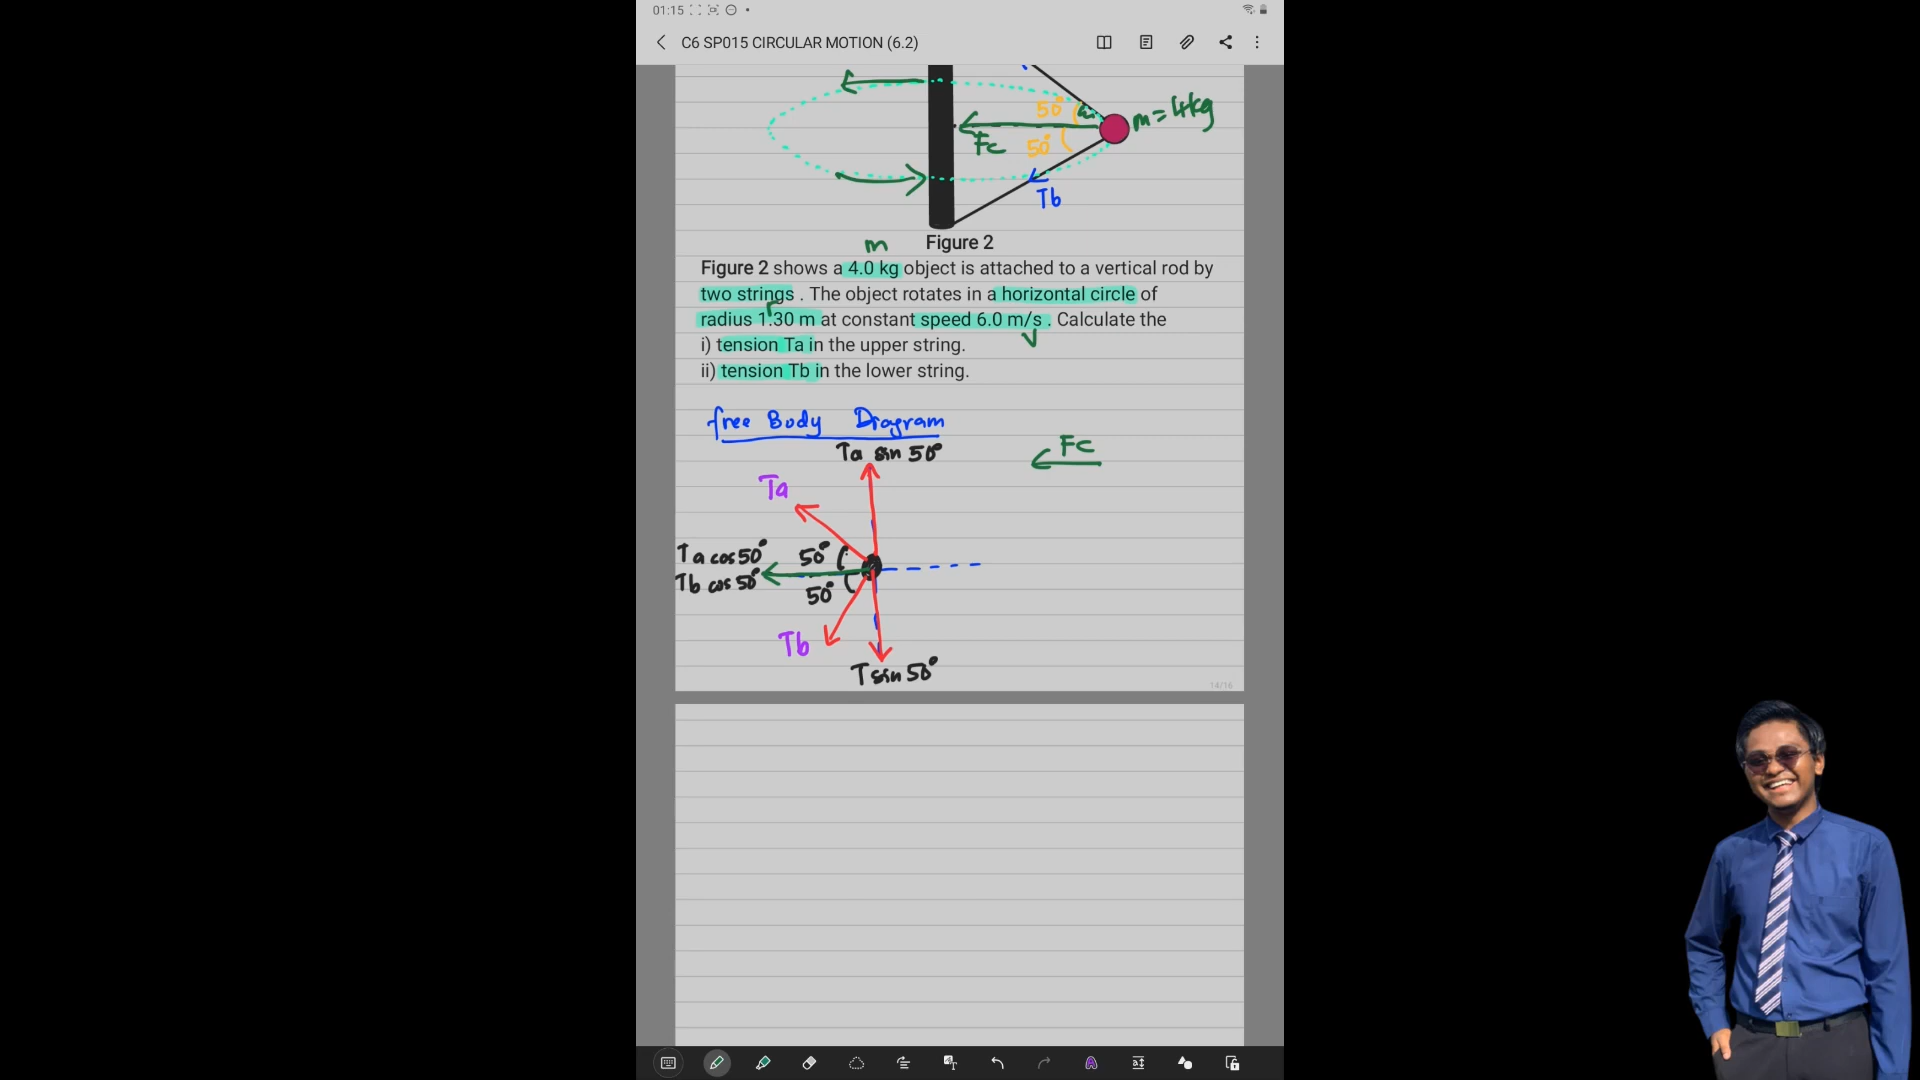 01:15
C6 SP015 CIRCULAR MOTION (6.2)
50°
m = 4kg
Fc
50°
Tb
m
Figure 2
Figure 2 shows a 4.0 kg object is attached to a vertical rod by
two strings . The object rotates in a horizontal circle of
r
radius 1.30 m at constant speed 6.0 m/s . Calculate the
v
i) tension Ta in the upper string.
ii) tension Tb in the lower string.
free Body Diagram
Ta sin 50°
Fc
Ta
Ta cos 50°
50°
Tb cos 50°
50°
Tb
T sin 50°
14/16